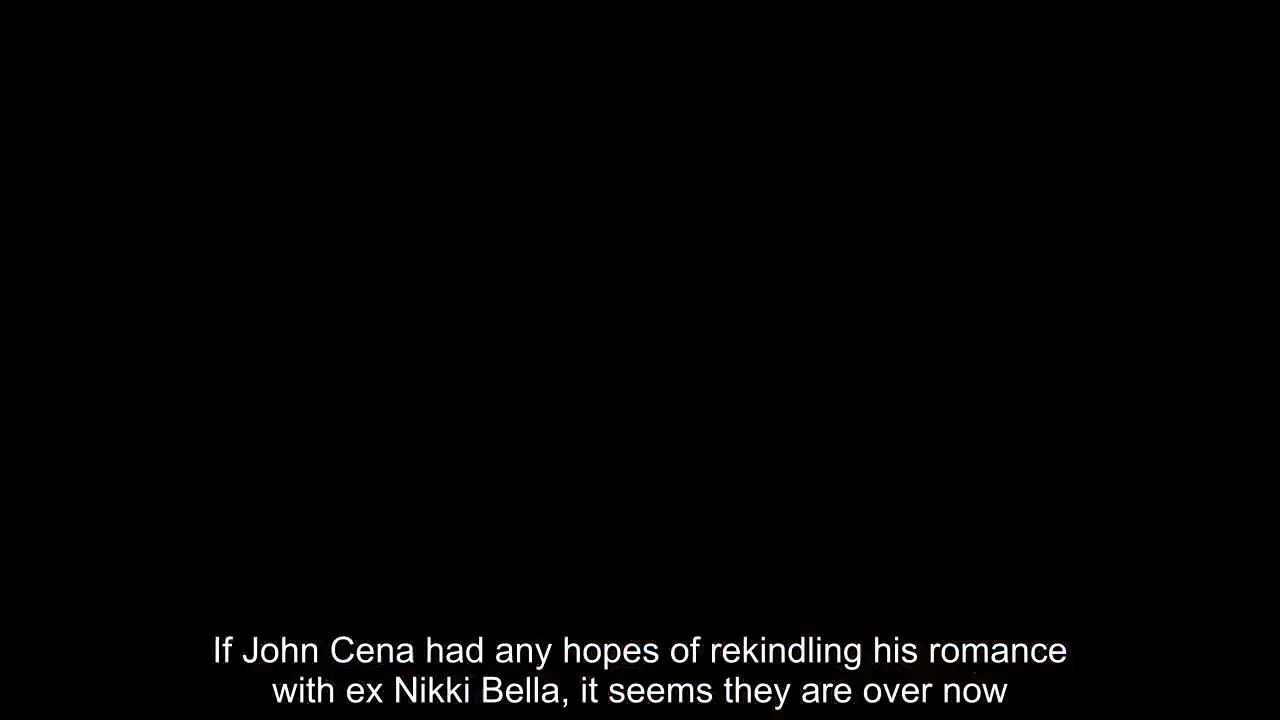 If John Cena had any hopes of rekindling his romance
with ex Nikki Bella, it seems they are over now